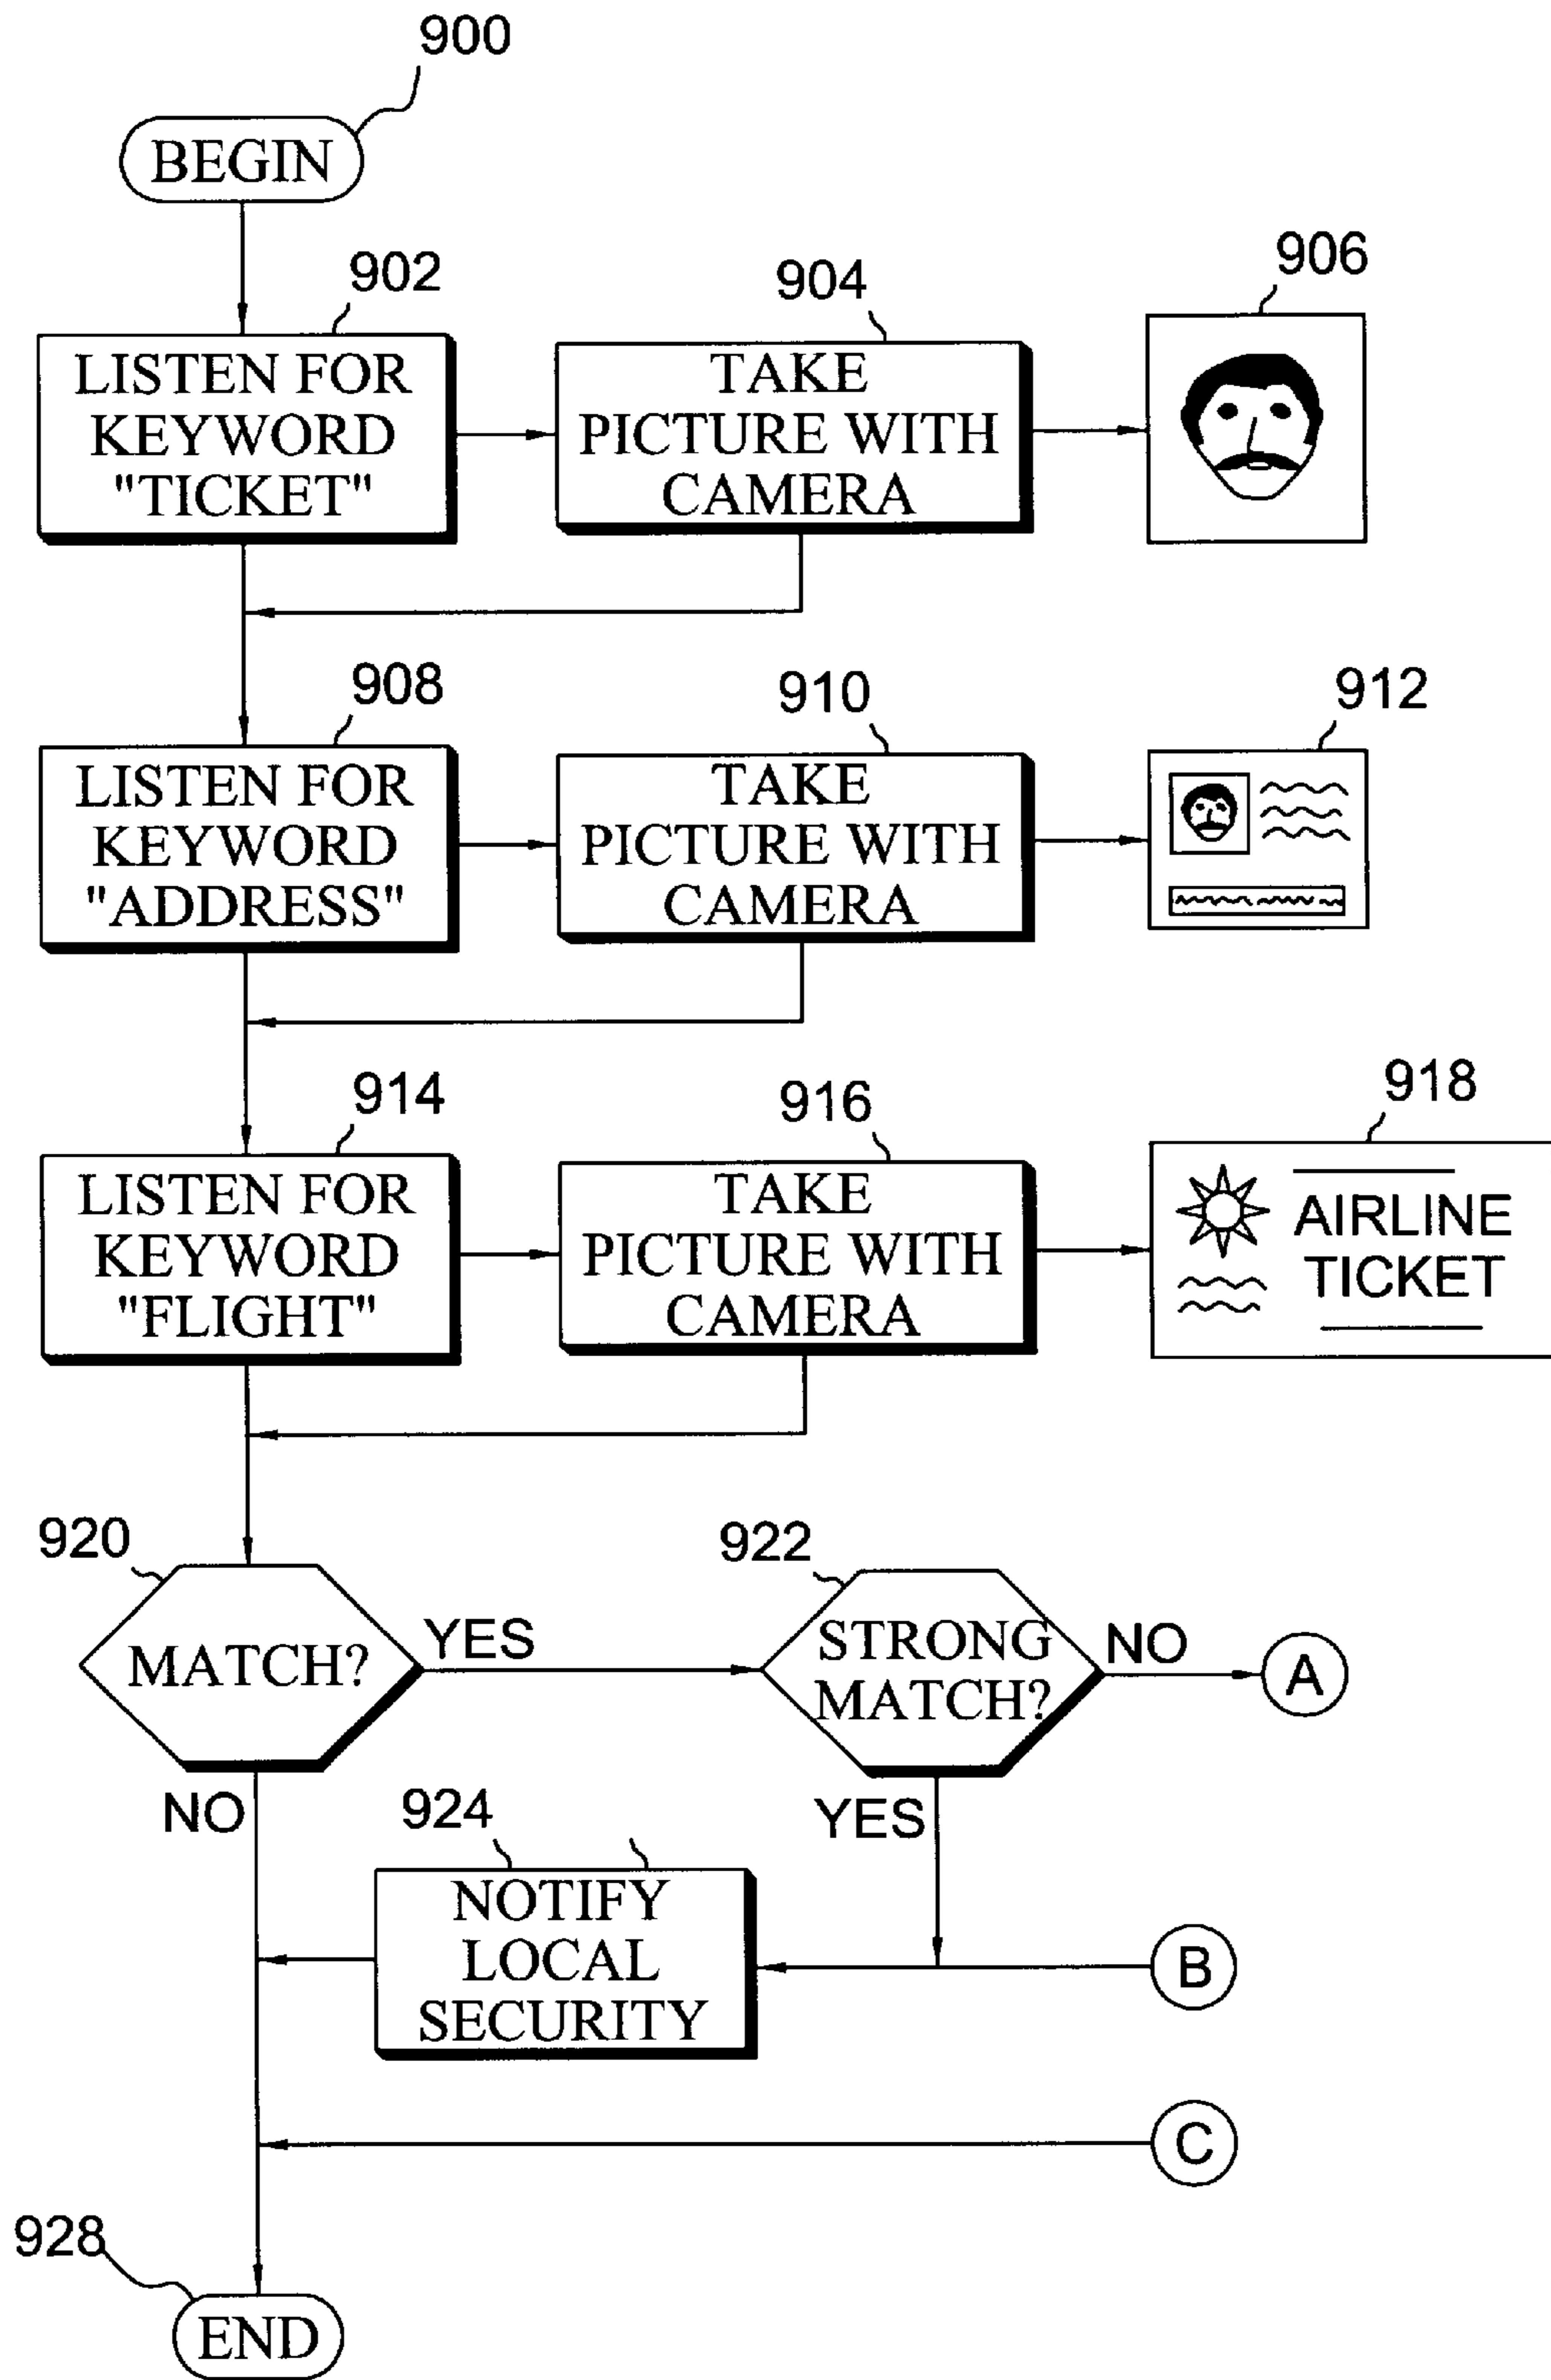 900
BEGIN
902
904
906
LISTEN FOR
KEYWORD
"TICKET"
TAKE
PICTURE WITH
CAMERA
908
910
912
LISTEN FOR
KEYWORD
"ADDRESS"
TAKE
PICTURE WITH
CAMERA
914
916
918
LISTEN FOR
KEYWORD
"FLIGHT"
TAKE
PICTURE WITH
CAMERA
AIRLINE
TICKET
920
922
MATCH?
YES
STRONG
MATCH?
NO
A
NO
924
YES
NOTIFY
LOCAL
SECURITY
B
C
928
END